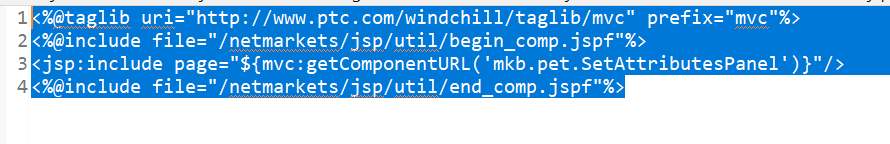 1 <%@taglib uri="http://www.ptc.com/windchill/taglib/mvc" prefix="mvc"%>
2 <%@include file="/netmarkets/jsp/util/begin_comp.jspf"%>
3 <jsp:include page="${mvc:getComponentURL('mkb.pet.SetAttributesPanel')}"/>
4 <%@include file="/netmarkets/jsp/util/end_comp.jspf"%>